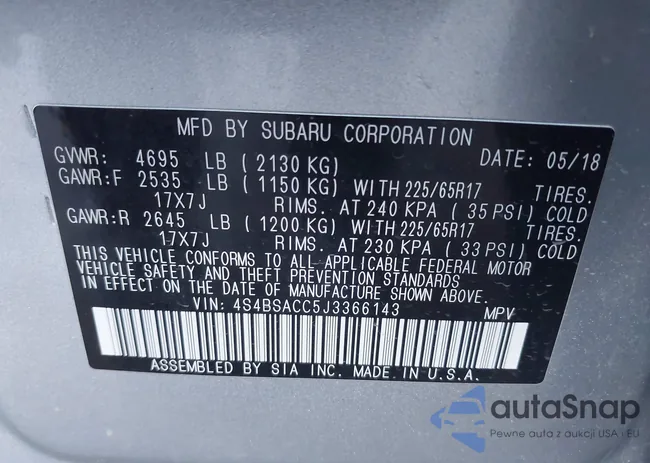 MFD BY SUBARU CORPORATION
GVWR: 4695 LB ( 2130 KG) DATE: 05/18
GAWR:F 2535 LB ( 1150 KG) WITH 225/65R17 TIRES.
17X7J RIMS. AT 240 KPA ( 35 PSI) COLD
GAWR:R 2645 LB ( 1200 KG) WITH 225/65R17 TIRES.
17X7J RIMS. AT 230 KPA ( 33 PSI) COLD
THIS VEHICLE CONFORMS TO ALL APPLICABLE FEDERAL MOTOR
VEHICLE SAFETY AND THEFT PREVENTION STANDARDS
IN EFFECT ON THE DATE OF MANUFACTURE SHOWN ABOVE.
VIN: 4S4BSACC5J3366143 MPV
ASSEMBLED BY SIA INC. MADE IN U.S.A.
autaSnap
Pewne auta z aukcji USA i EU